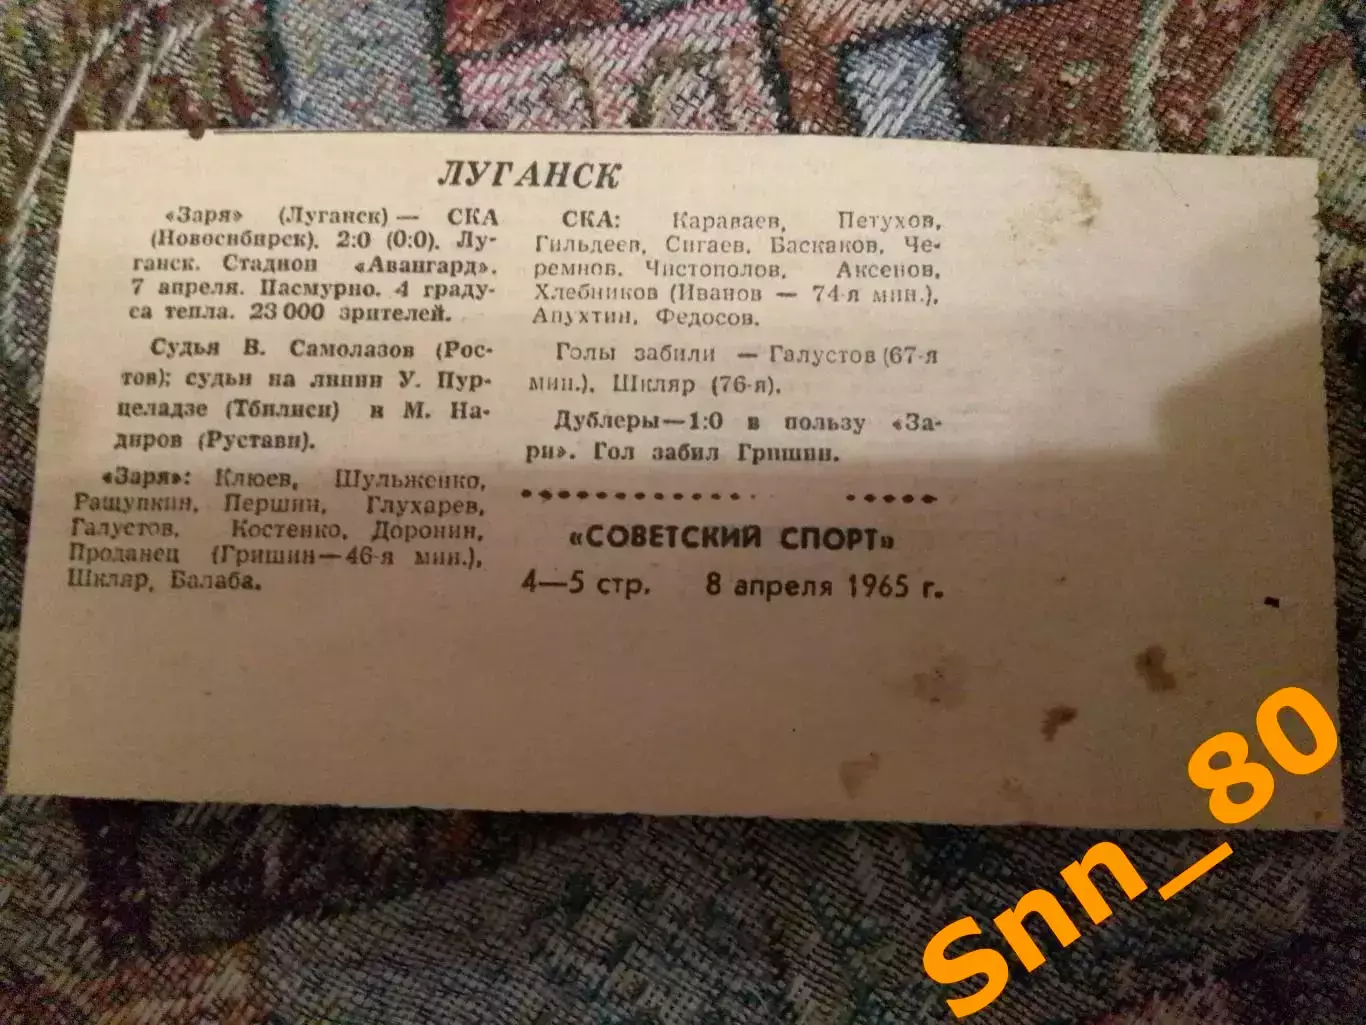 ЛУГАНСК
«Заря» (Луганск) — СКА
(Новосибирск). 2:0 (0:0). Лу-
ганск. Стадион «Авангард».
7 апреля. Пасмурно. 4 граду-
са тепла. 23 000 зрителей.
Судья В. Самолазов (Рос-
тов); судьи на линии У. Пур-
целадзе (Тбилиси) и М. На-
диров (Рустави).
«Заря»: Клюев, Шульженко,
Ращупкин, Першин, Глухарев,
Галустов, Костенко, Доронин,
Проданец (Гришин—46-я мин.),
Шкляр, Балаба.
СКА: Караваев, Петухов,
Гильдеев, Сигаев, Баскаков, Че-
ремнов, Чистополов, Аксенов,
Хлебников (Иванов — 74-я мин.),
Апухтин, Федосов.
Голы забили — Галустов (67-я
мин.), Шкляр (76-я).
Дублеры—1:0 в пользу «За-
ри». Гол забил Гришин.
«СОВЕТСКИЙ СПОРТ»
4—5 стр. 8 апреля 1965 г.
Snn_80